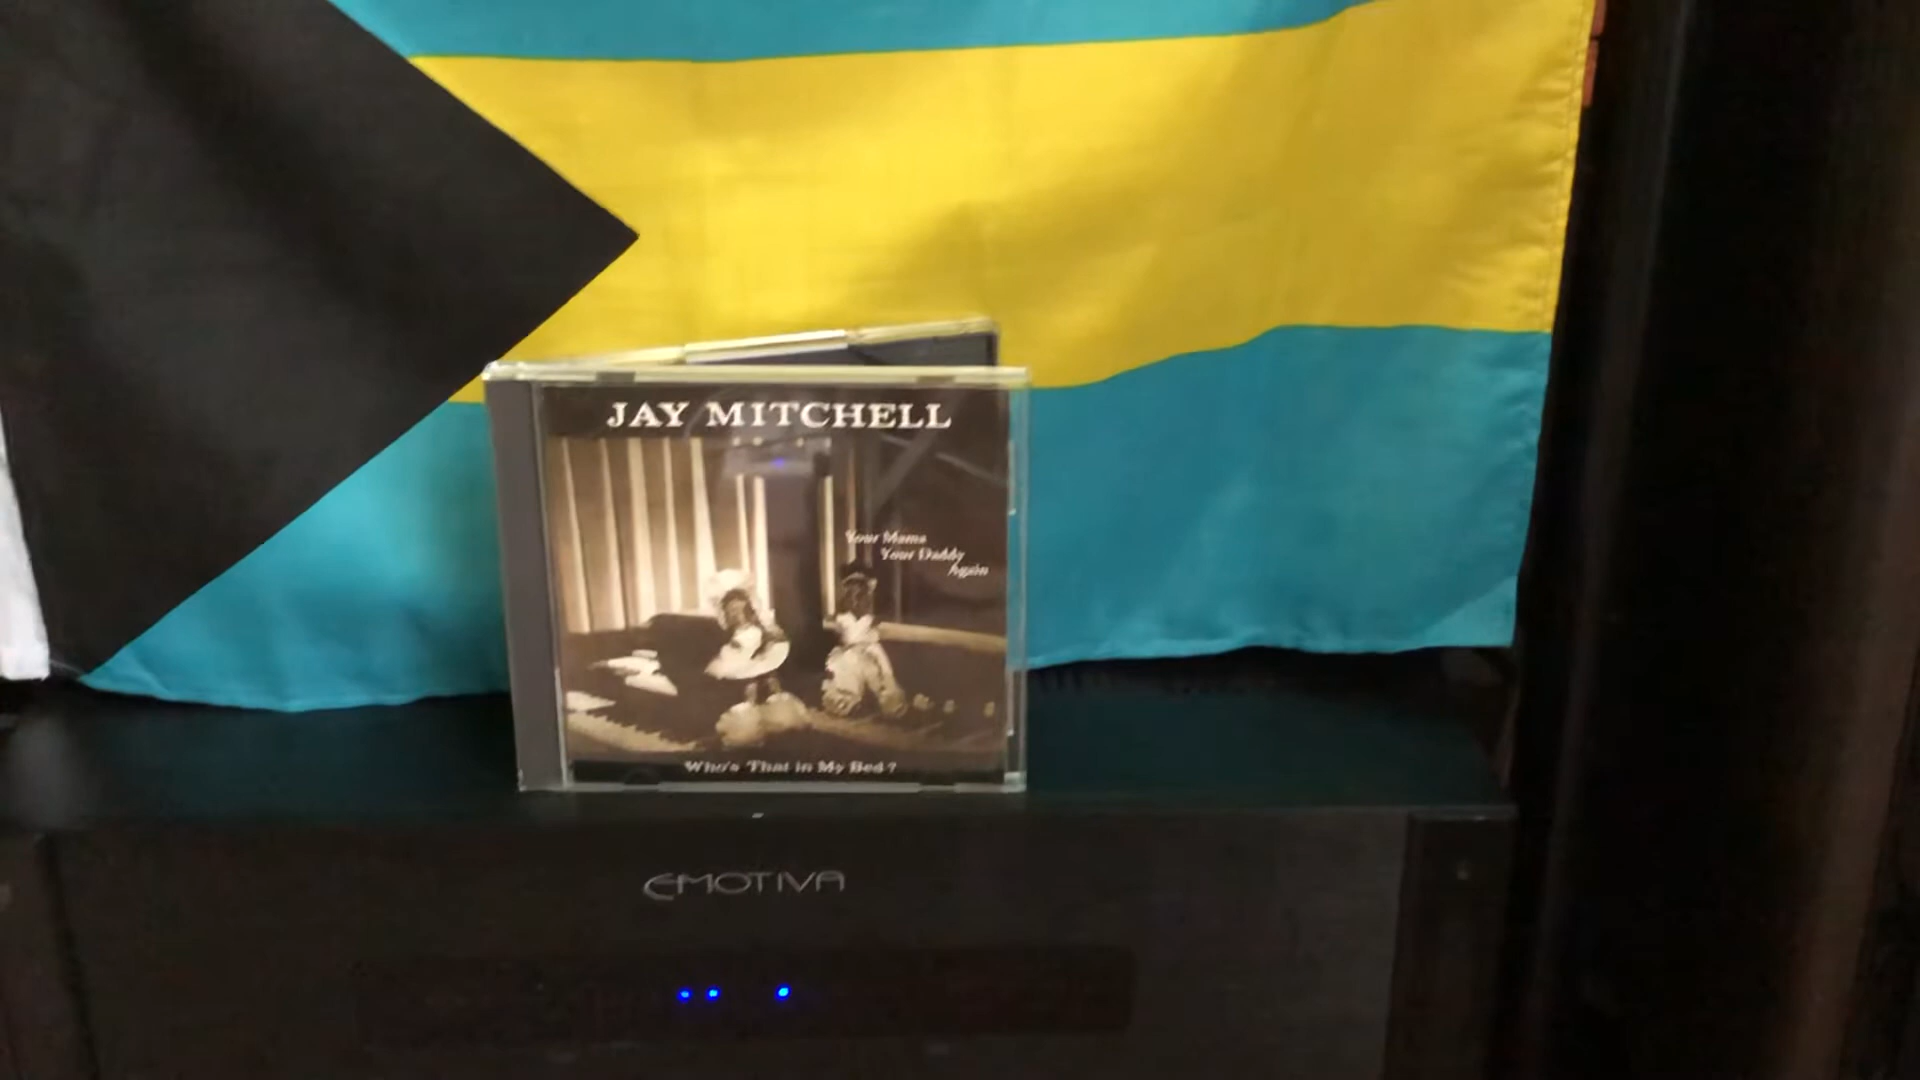 JAY MITCHELL
Your Mama
Your Daddy
Again
Who's That in My Bed?
EMOTIVA